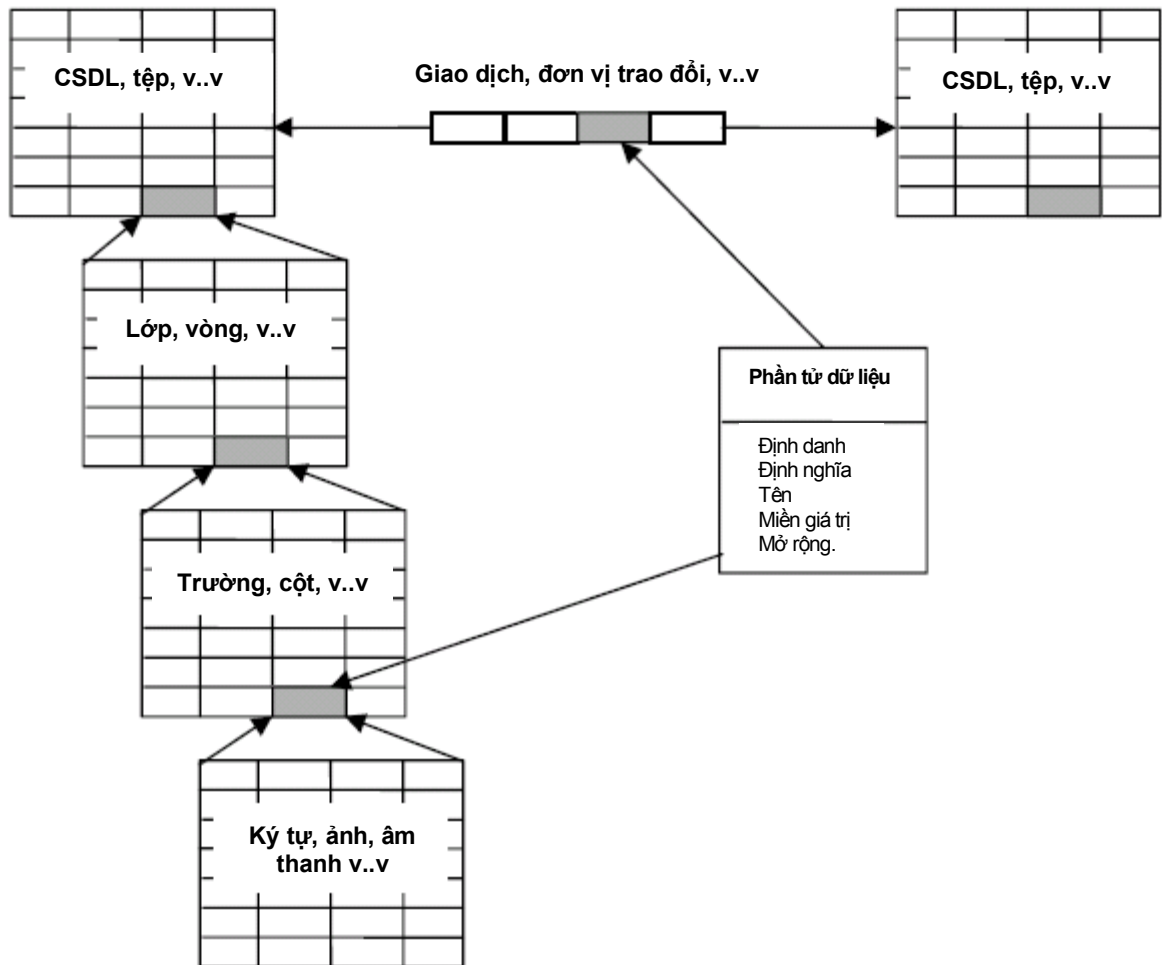 CSDL, tệp, v..v
Giao dịch, đơn vị trao đổi, v..v
CSDL, tệp, v..v
Lớp, vòng, v..v
Phần tử dữ liệu
Định danh
Định nghĩa
Tên
Miền giá trị
Mở rộng.
Trường, cột, v..v
Ký tự, ảnh, âm
thanh v..v